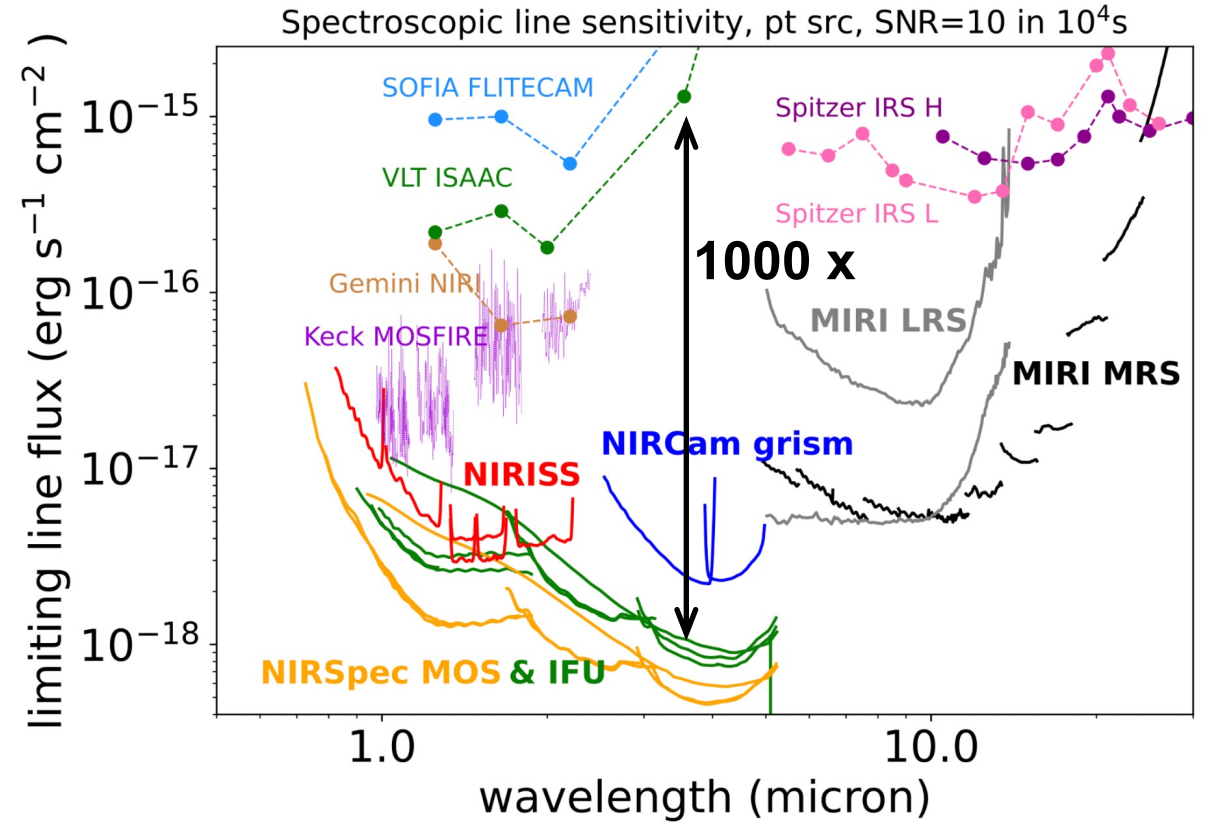 Spectroscopic line sensitivity, pt src, SNR=10 in 10⁴s
limiting line flux (erg s⁻¹ cm⁻² )
10⁻¹⁵
10⁻¹⁶
10⁻¹⁷
10⁻¹⁸
SOFIA FLITECAM
VLT ISAAC
Gemini NIRI
Keck MOSFIRE
NIRISS
NIRSpec MOS & IFU
1000 x
NIRCam grism
Spitzer IRS H
Spitzer IRS L
MIRI LRS
MIRI MRS
1.0
10.0
wavelength (micron)